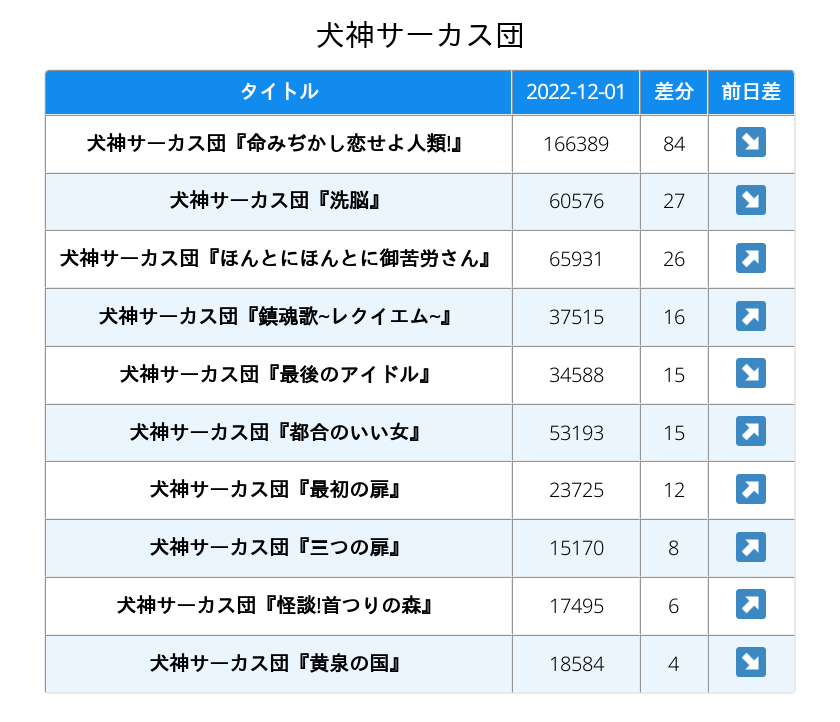 犬神サーカス団
タイトル 2022-12-01 差分 前日差
犬神サーカス団『命みぢかし恋せよ人類!』 166389 84 ↘
犬神サーカス団『洗脳』 60576 27 ↘
犬神サーカス団『ほんとにほんとに御苦労さん』 65931 26 ↗
犬神サーカス団『鎮魂歌~レクイエム~』 37515 16 ↗
犬神サーカス団『最後のアイドル』 34588 15 ↘
犬神サーカス団『都合のいい女』 53193 15 ↗
犬神サーカス団『最初の扉』 23725 12 ↗
犬神サーカス団『三つの扉』 15170 8 ↗
犬神サーカス団『怪談!首つりの森』 17495 6 ↗
犬神サーカス団『黄泉の国』 18584 4 ↘